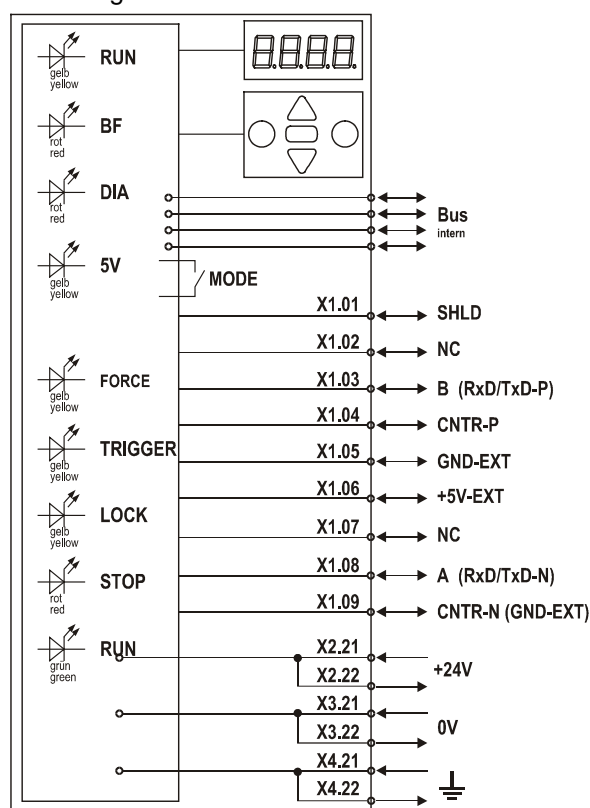 RUN
gelb
yellow
BF
rot
red
DIA
rot
red
Bus
intern
5V
gelb
yellow
MODE
X1.01 SHLD
X1.02 NC
FORCE
gelb
yellow
X1.03 B (RxD/TxD-P)
X1.04 CNTR-P
TRIGGER
gelb
yellow
X1.05 GND-EXT
X1.06 +5V-EXT
LOCK
gelb
yellow
X1.07 NC
STOP
rot
red
X1.08 A (RxD/TxD-N)
X1.09 CNTR-N (GND-EXT)
RUN
grün
green
X2.21
+24V
X2.22
X3.21
0V
X3.22
X4.21
X4.22